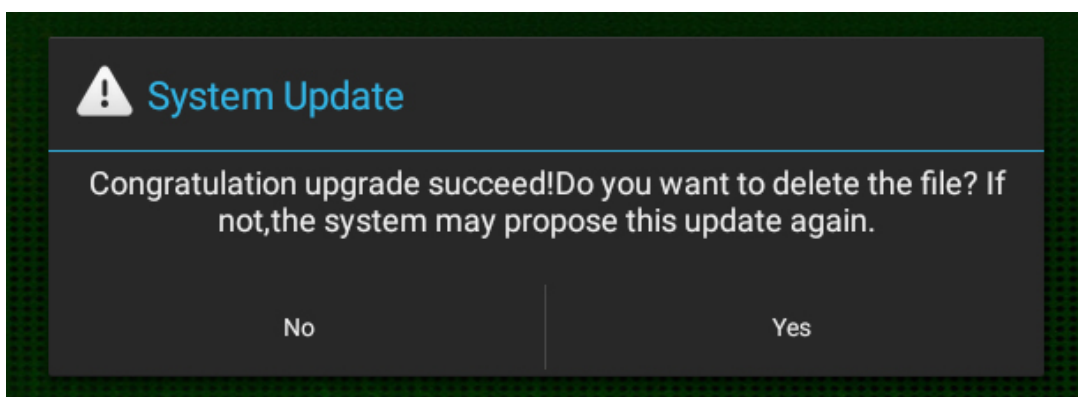 System Update
Congratulation upgrade succeed!Do you want to delete the file? If
not,the system may propose this update again.
No
Yes